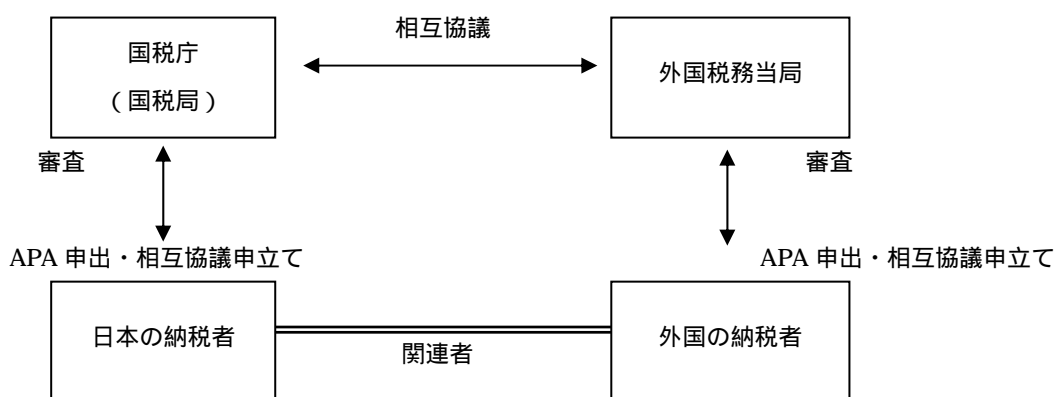 相互協議
国税庁
(国税局)
外国税務当局
審査
審査
APA 申出・相互協議申立て
APA 申出・相互協議申立て
日本の納税者
外国の納税者
関連者